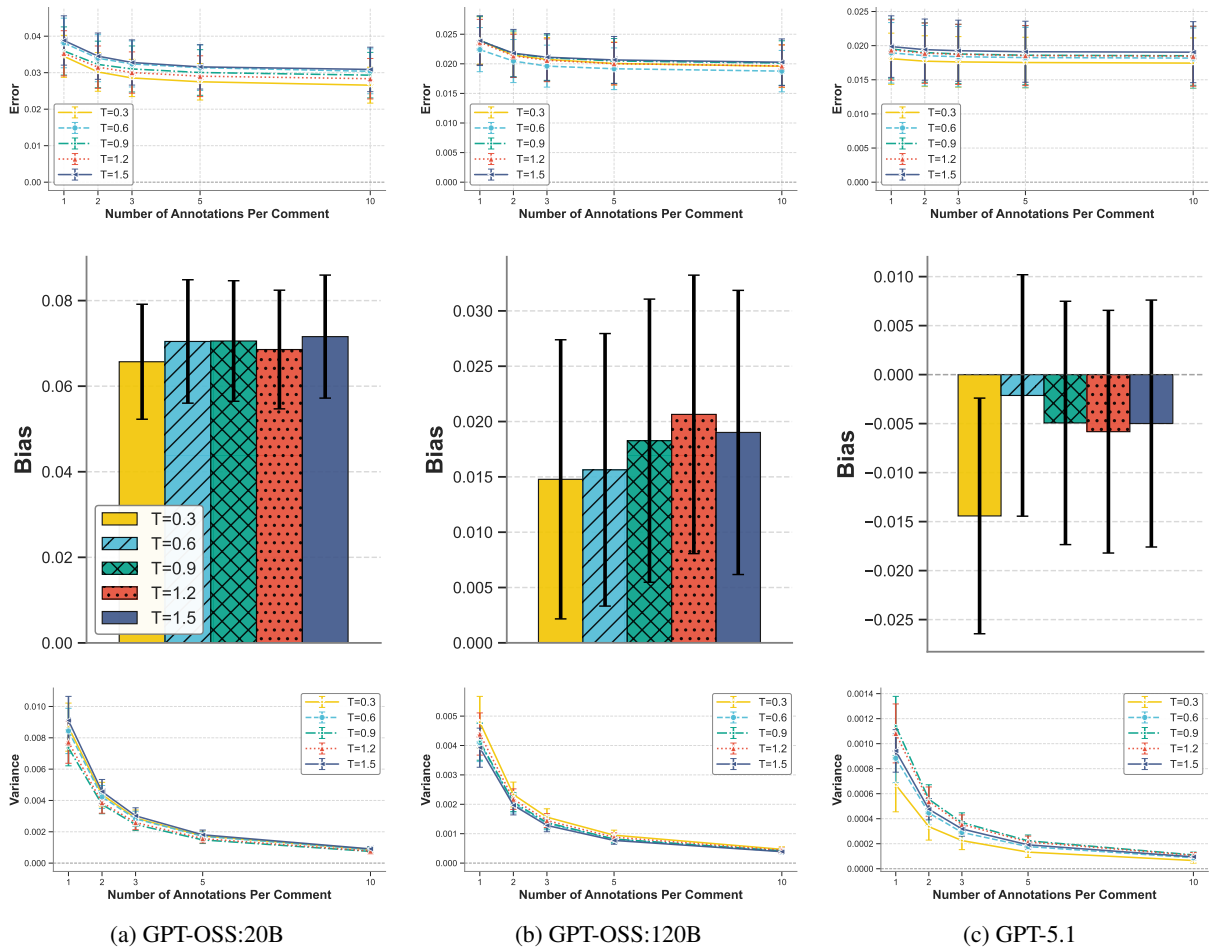 0.04
0.03
0.02
0.01
0.00
Error
T=0.3
T=0.6
T=0.9
T=1.2
T=1.5
1 2 3 5 10
Number of Annotations Per Comment
0.025
0.020
0.015
0.010
0.005
0.000
Error
T=0.3
T=0.6
T=0.9
T=1.2
T=1.5
1 2 3 5 10
Number of Annotations Per Comment
0.025
0.020
0.015
0.010
0.005
0.000
Error
T=0.3
T=0.6
T=0.9
T=1.2
T=1.5
1 2 3 5 10
Number of Annotations Per Comment
0.08
0.06
0.04
0.02
0.00
Bias
T=0.3
T=0.6
T=0.9
T=1.2
T=1.5
0.030
0.025
0.020
0.015
0.010
0.005
0.000
Bias
0.010
0.005
0.000
−0.005
−0.010
−0.015
−0.020
−0.025
Bias
0.010
0.008
0.006
0.004
0.002
0.000
Variance
T=0.3
T=0.6
T=0.9
T=1.2
T=1.5
1 2 3 5 10
Number of Annotations Per Comment
0.005
0.004
0.003
0.002
0.001
0.000
Variance
T=0.3
T=0.6
T=0.9
T=1.2
T=1.5
1 2 3 5 10
Number of Annotations Per Comment
0.0014
0.0012
0.0010
0.0008
0.0006
0.0004
0.0002
0.0000
Variance
T=0.3
T=0.6
T=0.9
T=1.2
T=1.5
1 2 3 5 10
Number of Annotations Per Comment
(a) GPT-OSS:20B
(b) GPT-OSS:120B
(c) GPT-5.1